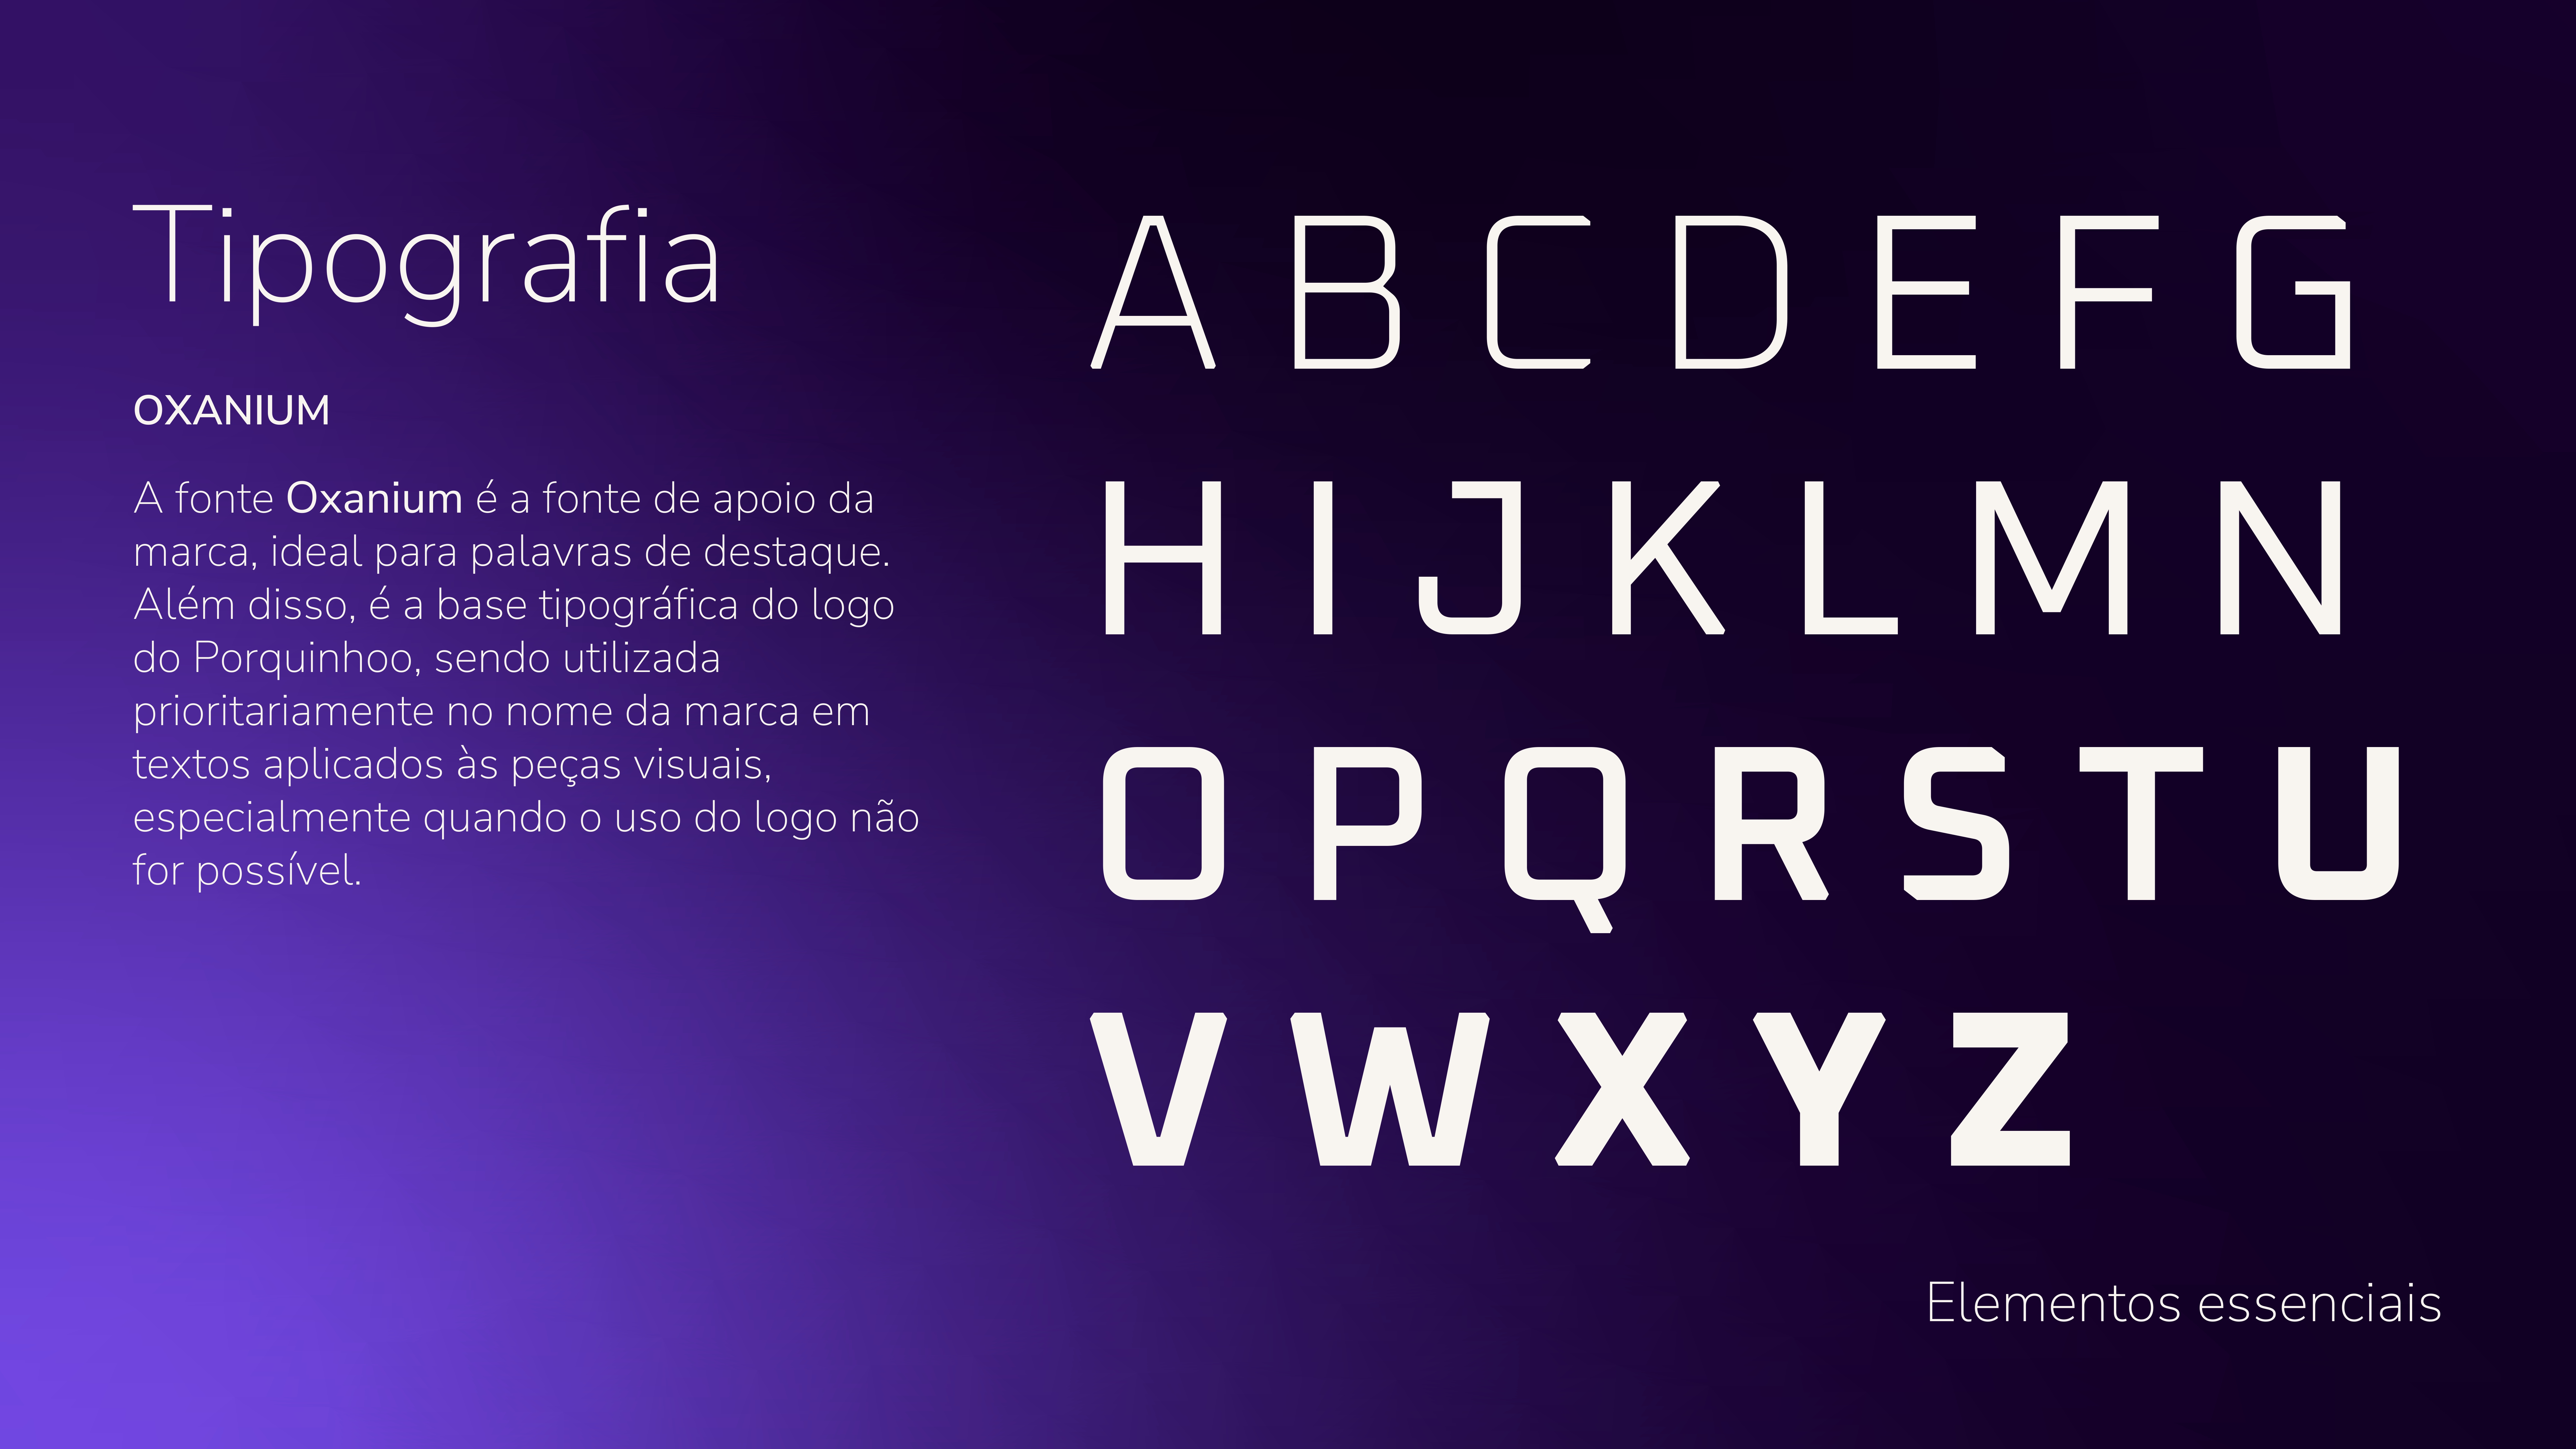 Tipografia
OXANIUM
A fonte Oxanium é a fonte de apoio da
marca, ideal para palavras de destaque.
Além disso, é a base tipográfica do logo
do Porquinhoo, sendo utilizada
prioritariamente no nome da marca em
textos aplicados às peças visuais,
especialmente quando o uso do logo não
for possível.
A B C D E F G
H I J K L M N
O P Q R S T U
V W X Y Z
Elementos essenciais